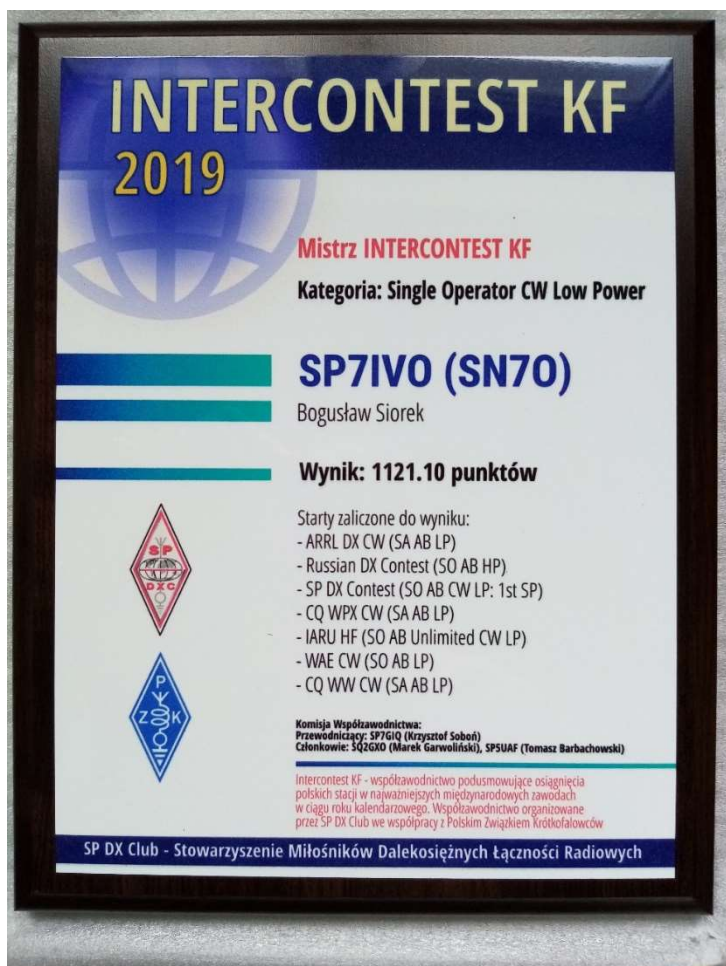 INTERCONTEST KF
2019
Mistrz INTERCONTEST KF
Kategoria: Single Operator CW Low Power
SP7IVO (SN7O)
Bogusław Siorek
Wynik: 1121.10 punktów
Starty zaliczone do wyniku:
- ARRL DX CW (SA AB LP)
- Russian DX Contest (SO AB HP)
- SP DX Contest (SO AB CW LP: 1st SP)
- CQ WPX CW (SA AB LP)
- IARU HF (SO AB Unlimited CW LP)
- WAE CW (SO AB LP)
- CQ WW CW (SA AB LP)
SP
DXC
P
Z K
Komisja Współzawodnictwa:
Przewodniczący: SP7GIQ (Krzysztof Soboń)
Członkowie: SQ2GXO (Marek Garwoliński), SP5UAF (Tomasz Barbachowski)
Intercontest KF - współzawodnictwo podusmowujące osiągnięcia
polskich stacji w najważniejszych międzynarodowych zawodach
w ciągu roku kalendarzowego. Współzawodnictwo organizowane
przez SP DX Club we współpracy z Polskim Związkiem Krótkofalowców
SP DX Club - Stowarzyszenie Miłośników Dalekosiężnych Łączności Radiowych